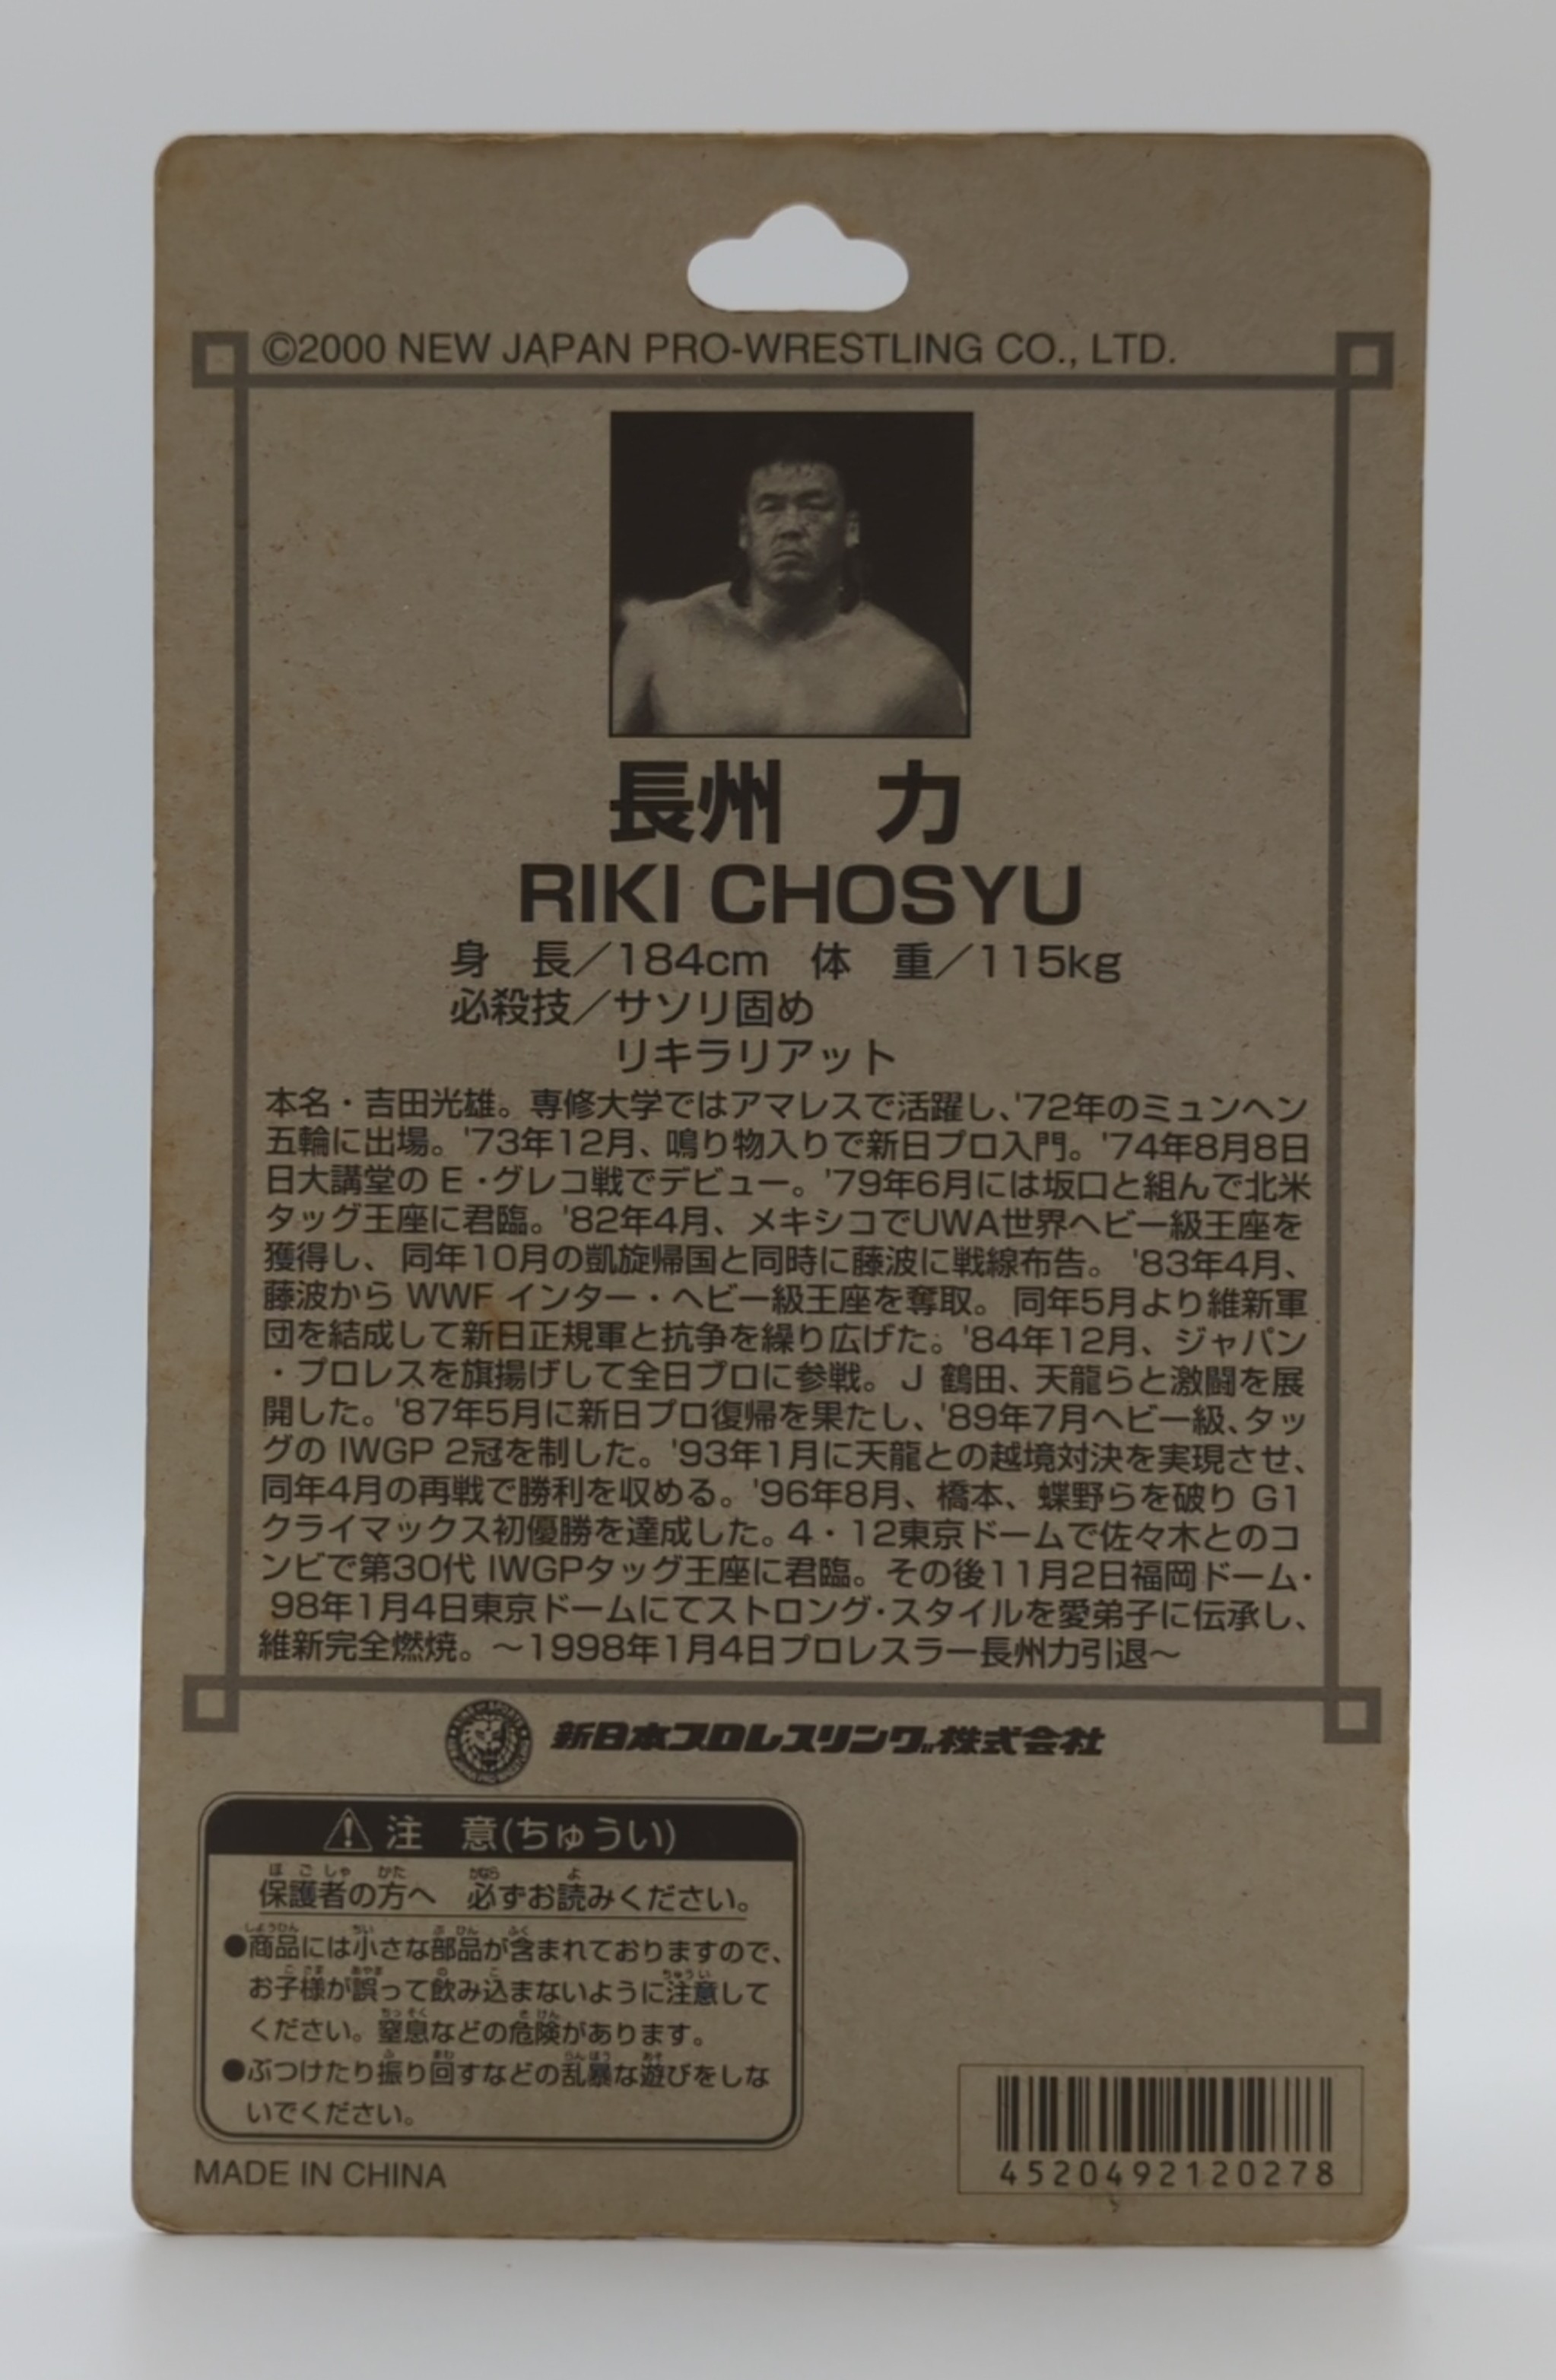 ©2000 NEW JAPAN PRO-WRESTLING CO., LTD.
長州　力
RIKI CHOSYU
身　長／184cm　体　重／115kg
必殺技／サソリ固め
リキラリアット
本名・吉田光雄。専修大学ではアマレスで活躍し、'72年のミュンヘン
五輪に出場。'73年12月、鳴り物入りで新日プロ入門。'74年8月8日
日大講堂の E・グレコ戦でデビュー。'79年6月には坂口と組んで北米
タッグ王座に君臨。'82年4月、メキシコでUWA世界ヘビー級王座を
獲得し、同年10月の凱旋帰国と同時に藤波に戦線布告。'83年4月、
藤波から WWF インター・ヘビー級王座を奪取。同年5月より維新軍
団を結成して新日正規軍と抗争を繰り広げた。'84年12月、ジャパン
・プロレスを旗揚げして全日プロに参戦。J 鶴田、天龍らと激闘を展
開した。'87年5月に新日プロ復帰を果たし、'89年7月ヘビー級、タッ
グの IWGP 2冠を制した。'93年1月に天龍との越境対決を実現させ、
同年4月の再戦で勝利を収める。'96年8月、橋本、蝶野らを破り G1
クライマックス初優勝を達成した。4・12東京ドームで佐々木とのコ
ンビで第30代 IWGPタッグ王座に君臨。その後11月2日福岡ドーム・
98年1月4日東京ドームにてストロング・スタイルを愛弟子に伝承し、
維新完全燃焼。〜1998年1月4日プロレスラー長州力引退〜
新日本プロレスリング株式会社
⚠注　意(ちゅうい)
保護者の方へ　必ずお読みください。
●商品には小さな部品が含まれておりますので、
お子様が誤って飲み込まないように注意して
ください。窒息などの危険があります。
●ぶつけたり振り回すなどの乱暴な遊びをしな
いでください。
MADE IN CHINA
4520492120278